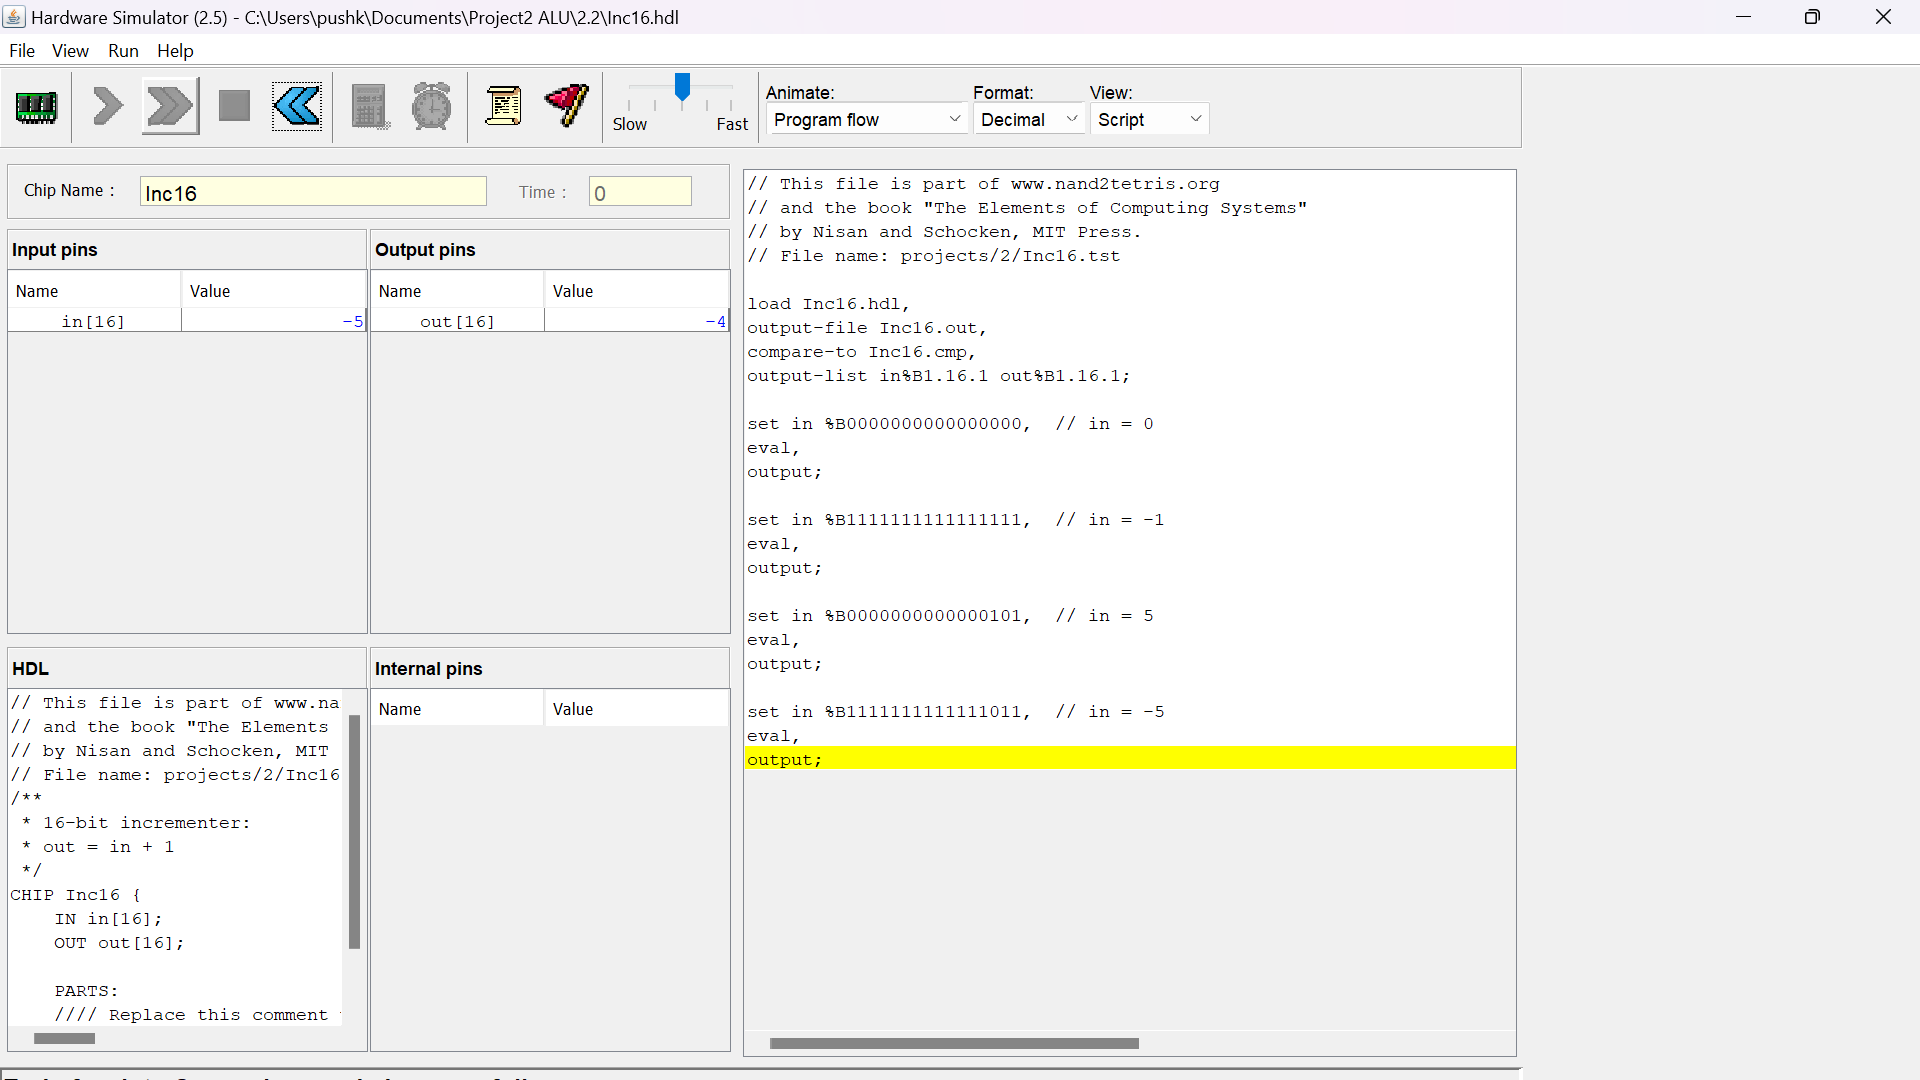 Hardware Simulator (2.5) - C:\Users\pushk\Documents\Project2 ALU\2.2\Inc16.hdl
File View Run Help
Slow Fast
Animate: Format: View:
Program flow Decimal Script
Chip Name : Inc16 Time : 0
Input pins
Name Value
in[16] -5
Output pins
Name Value
out[16] -4
HDL
// This file is part of www.na
// and the book "The Elements
// by Nisan and Schocken, MIT
// File name: projects/2/Inc16
/**
* 16-bit incrementer:
* out = in + 1
*/
CHIP Inc16 {
IN in[16];
OUT out[16];
PARTS:
//// Replace this comment
Internal pins
Name Value
// This file is part of www.nand2tetris.org
// and the book "The Elements of Computing Systems"
// by Nisan and Schocken, MIT Press.
// File name: projects/2/Inc16.tst
load Inc16.hdl,
output-file Inc16.out,
compare-to Inc16.cmp,
output-list in%B1.16.1 out%B1.16.1;
set in %B0000000000000000, // in = 0
eval,
output;
set in %B1111111111111111, // in = -1
eval,
output;
set in %B0000000000000101, // in = 5
eval,
output;
set in %B1111111111111011, // in = -5
eval,
output;